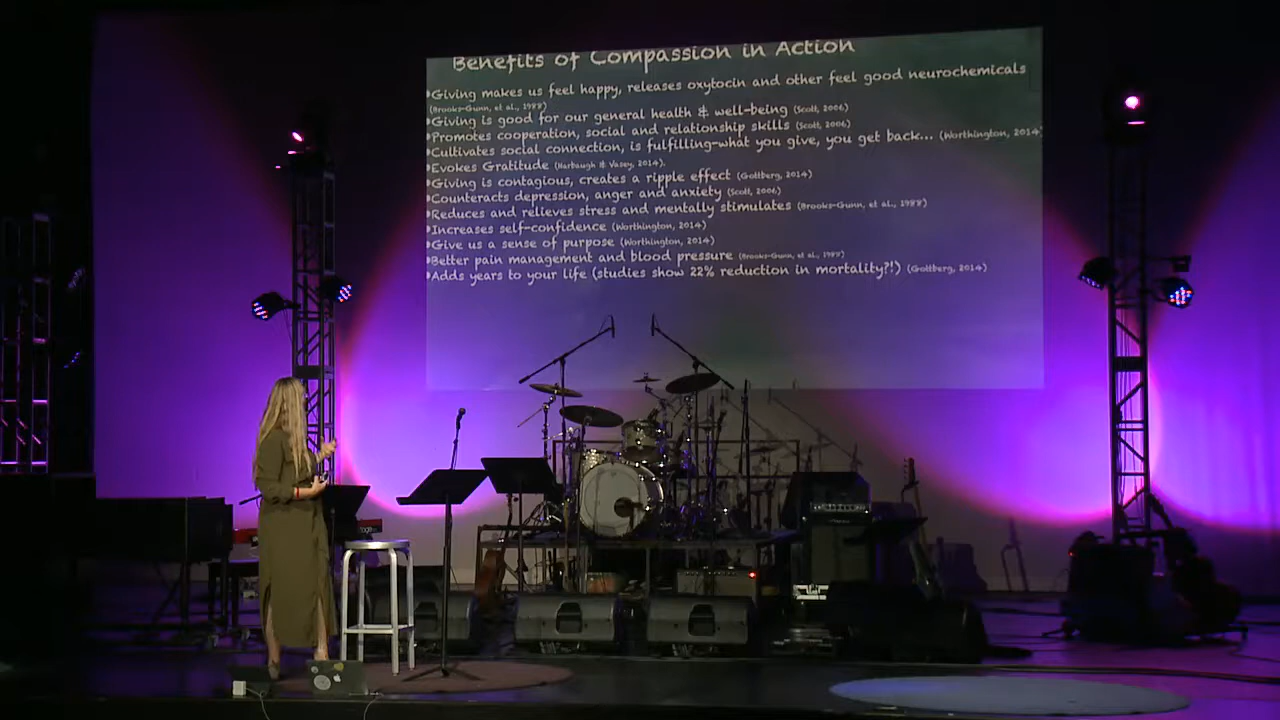 Benefits of Compassion in Action
•Giving makes us feel happy, releases oxytocin and other feel good neurochemicals
(Brooks-Gunn, et al., 1988)
•Giving is good for our general health & well-being (Scott, 2006)
•Promotes cooperation, social and relationship skills (Scott, 2006)
•Cultivates social connection, is fulfilling-what you give, you get back... (Worthington, 2014)
•Evokes Gratitude (Harbaugh & Vasey, 2014).
•Giving is contagious, creates a ripple effect (Gottberg, 2014)
•Counteracts depression, anger and anxiety (Scott, 2006)
•Reduces and relieves stress and mentally stimulates (Brooks-Gunn, et al., 1988)
•Increases self-confidence (Worthington, 2014)
•Give us a sense of purpose (Worthington, 2014)
•Better pain management and blood pressure (Brooks-Gunn, et al., 1988)
•Adds years to your life (studies show 22% reduction in mortality?!) (Gottberg, 2014)